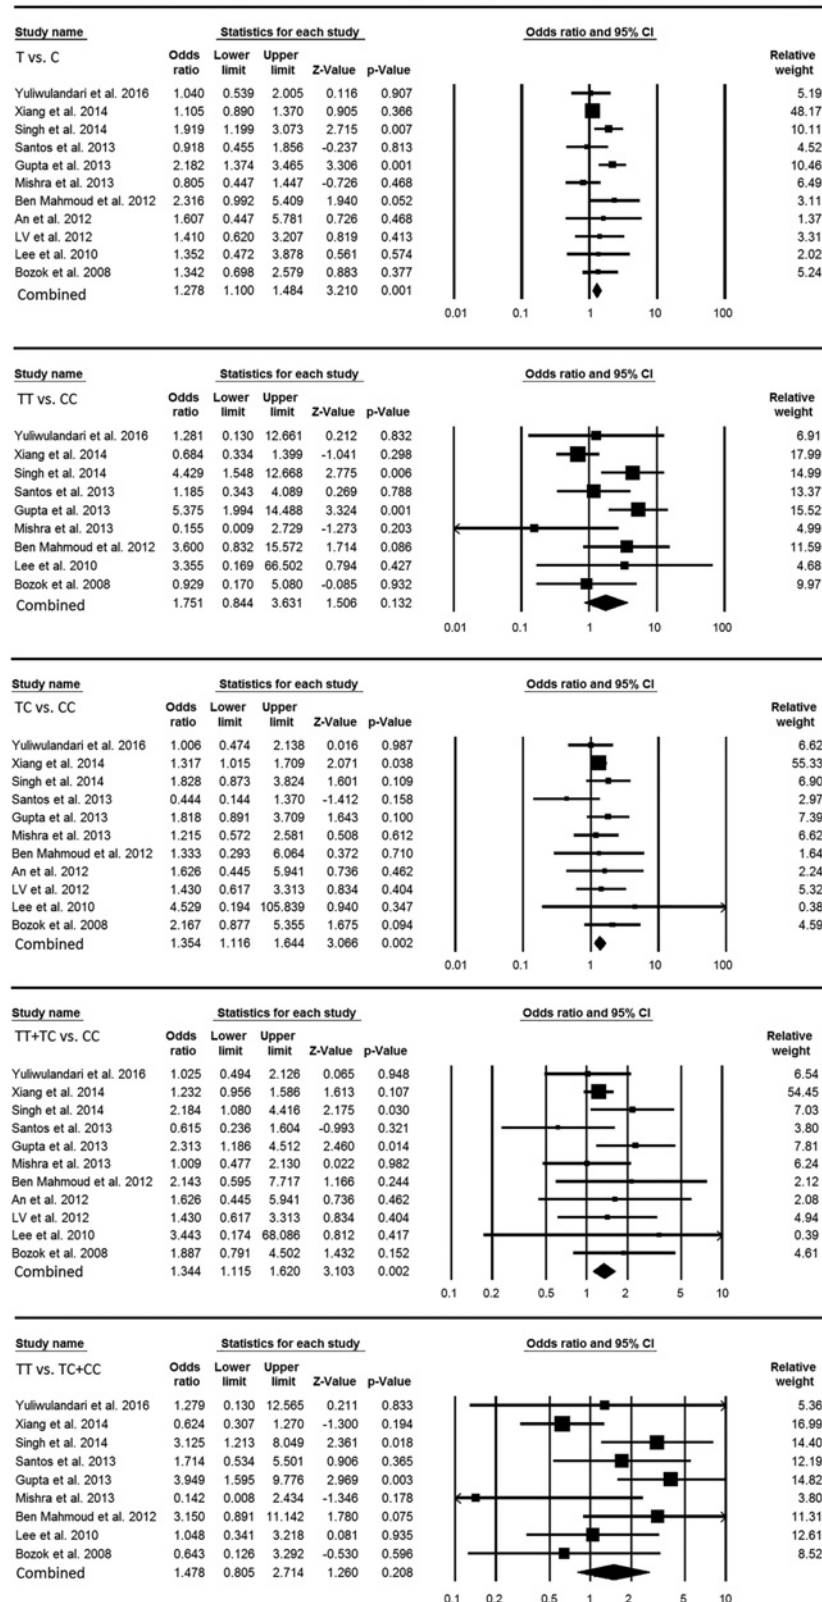 Study name Statistics for each study Odds ratio and 95% CI
T vs. C Odds ratio Lower limit Upper limit Z-Value p-Value Relative weight
Yuliwulandari et al. 2016 1.040 0.539 2.005 0.116 0.907 5.19
Xiang et al. 2014 1.105 0.890 1.370 0.905 0.366 48.17
Singh et al. 2014 1.919 1.199 3.073 2.715 0.007 10.11
Santos et al. 2013 0.918 0.455 1.856 -0.237 0.813 4.52
Gupta et al. 2013 2.182 1.374 3.465 3.306 0.001 10.46
Mishra et al. 2013 0.805 0.447 1.447 -0.726 0.468 6.49
Ben Mahmoud et al. 2012 2.316 0.992 5.409 1.940 0.052 3.11
An et al. 2012 1.607 0.447 5.781 0.726 0.468 1.37
LV et al. 2012 1.410 0.620 3.207 0.819 0.413 3.31
Lee et al. 2010 1.352 0.472 3.878 0.561 0.574 2.02
Bozok et al. 2008 1.342 0.698 2.579 0.883 0.377 5.24
Combined 1.278 1.100 1.484 3.210 0.001
0.01 0.1 1 10 100
Study name Statistics for each study Odds ratio and 95% CI
TT vs. CC Odds ratio Lower limit Upper limit Z-Value p-Value Relative weight
Yuliwulandari et al. 2016 1.281 0.130 12.661 0.212 0.832 6.91
Xiang et al. 2014 0.684 0.334 1.399 -1.041 0.298 17.99
Singh et al. 2014 4.429 1.548 12.668 2.775 0.006 14.99
Santos et al. 2013 1.185 0.343 4.089 0.269 0.788 13.37
Gupta et al. 2013 5.375 1.994 14.488 3.324 0.001 15.52
Mishra et al. 2013 0.155 0.009 2.729 -1.273 0.203 4.99
Ben Mahmoud et al. 2012 3.600 0.832 15.572 1.714 0.086 11.59
Lee et al. 2010 3.355 0.169 66.502 0.794 0.427 4.68
Bozok et al. 2008 0.929 0.170 5.080 -0.085 0.932 9.97
Combined 1.751 0.844 3.631 1.506 0.132
0.01 0.1 1 10 100
Study name Statistics for each study Odds ratio and 95% CI
TC vs. CC Odds ratio Lower limit Upper limit Z-Value p-Value Relative weight
Yuliwulandari et al. 2016 1.006 0.474 2.138 0.016 0.987 6.62
Xiang et al. 2014 1.317 1.015 1.709 2.071 0.038 55.33
Singh et al. 2014 1.828 0.873 3.824 1.601 0.109 6.90
Santos et al. 2013 0.444 0.144 1.370 -1.412 0.158 2.97
Gupta et al. 2013 1.818 0.891 3.709 1.643 0.100 7.39
Mishra et al. 2013 1.215 0.572 2.581 0.508 0.612 6.62
Ben Mahmoud et al. 2012 1.333 0.293 6.064 0.372 0.710 1.64
An et al. 2012 1.626 0.445 5.941 0.736 0.462 2.24
LV et al. 2012 1.430 0.617 3.313 0.834 0.404 5.32
Lee et al. 2010 4.529 0.194 105.839 0.940 0.347 0.38
Bozok et al. 2008 2.167 0.877 5.355 1.675 0.094 4.59
Combined 1.354 1.116 1.644 3.066 0.002
0.01 0.1 1 10 100
Study name Statistics for each study Odds ratio and 95% CI
TT+TC vs. CC Odds ratio Lower limit Upper limit Z-Value p-Value Relative weight
Yuliwulandari et al. 2016 1.025 0.494 2.126 0.065 0.948 6.54
Xiang et al. 2014 1.232 0.956 1.586 1.613 0.107 54.45
Singh et al. 2014 2.184 1.080 4.416 2.175 0.030 7.03
Santos et al. 2013 0.615 0.236 1.604 -0.993 0.321 3.80
Gupta et al. 2013 2.313 1.186 4.512 2.460 0.014 7.81
Mishra et al. 2013 1.009 0.477 2.130 0.022 0.982 6.24
Ben Mahmoud et al. 2012 2.143 0.595 7.717 1.166 0.244 2.12
An et al. 2012 1.626 0.445 5.941 0.736 0.462 2.08
LV et al. 2012 1.430 0.617 3.313 0.834 0.404 4.94
Lee et al. 2010 3.443 0.174 68.086 0.812 0.417 0.39
Bozok et al. 2008 1.887 0.791 4.502 1.432 0.152 4.61
Combined 1.344 1.115 1.620 3.103 0.002
0.1 0.2 0.5 1 2 5 10
Study name Statistics for each study Odds ratio and 95% CI
TT vs. TC+CC Odds ratio Lower limit Upper limit Z-Value p-Value Relative weight
Yuliwulandari et al. 2016 1.279 0.130 12.565 0.211 0.833 5.36
Xiang et al. 2014 0.624 0.307 1.270 -1.300 0.194 16.99
Singh et al. 2014 3.125 1.213 8.049 2.361 0.018 14.40
Santos et al. 2013 1.714 0.534 5.501 0.906 0.365 12.19
Gupta et al. 2013 3.949 1.595 9.776 2.969 0.003 14.82
Mishra et al. 2013 0.142 0.008 2.434 -1.346 0.178 3.80
Ben Mahmoud et al. 2012 3.150 0.891 11.142 1.780 0.075 11.31
Lee et al. 2010 1.048 0.341 3.218 0.081 0.935 12.61
Bozok et al. 2008 0.643 0.126 3.292 -0.530 0.596 8.52
Combined 1.478 0.805 2.714 1.260 0.208
0.1 0.2 0.5 1 2 5 10